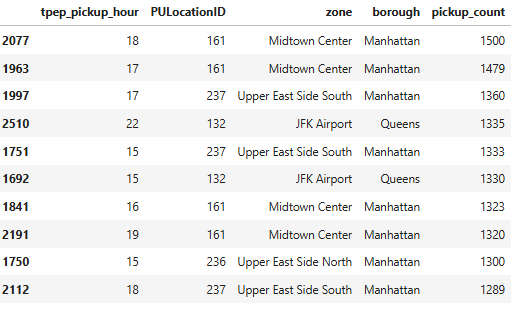 tpep_pickup_hour PULocationID zone borough pickup_count
2077 18 161 Midtown Center Manhattan 1500
1963 17 161 Midtown Center Manhattan 1479
1997 17 237 Upper East Side South Manhattan 1360
2510 22 132 JFK Airport Queens 1335
1751 15 237 Upper East Side South Manhattan 1333
1692 15 132 JFK Airport Queens 1330
1841 16 161 Midtown Center Manhattan 1323
2191 19 161 Midtown Center Manhattan 1320
1750 15 236 Upper East Side North Manhattan 1300
2112 18 237 Upper East Side South Manhattan 1289